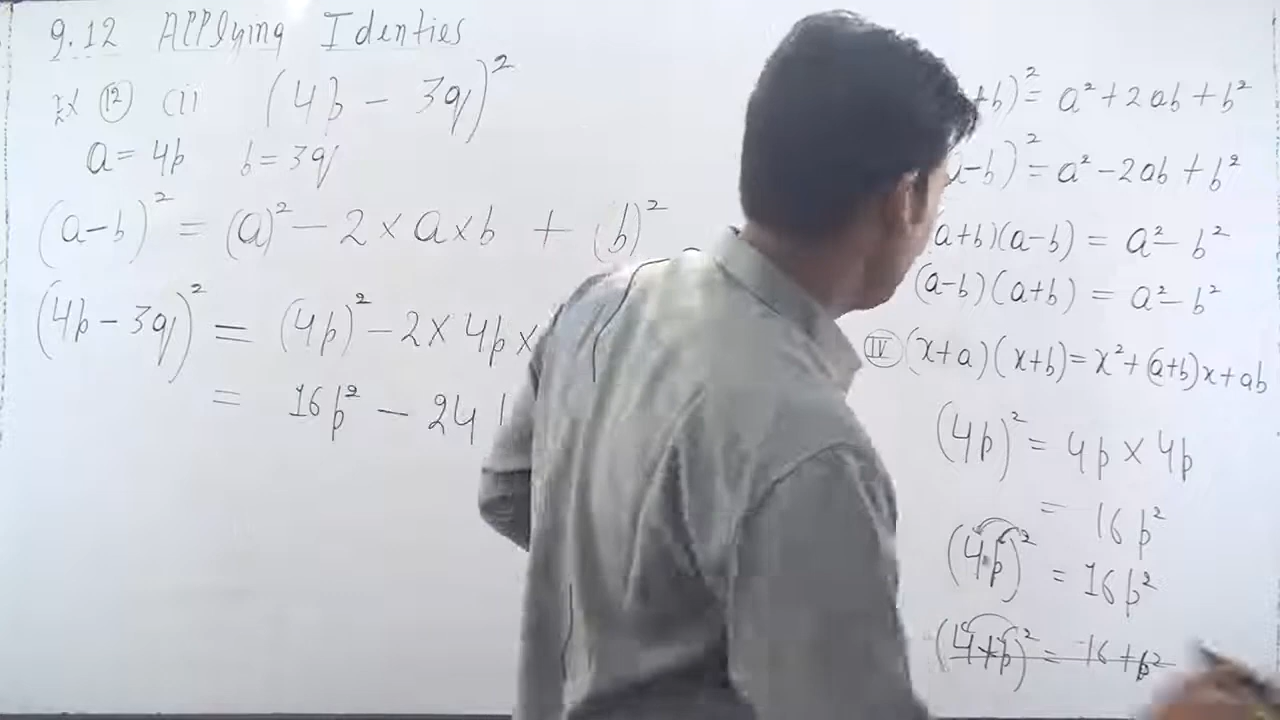 9.12 Applying Identies
Ex 12 (i) (4p - 3q)²
a = 4p b = 3q
(a-b)² = (a)² - 2 × a × b + (b)²
(4p - 3q)² = (4p)² - 2 × 4p ×
= 16p² - 24
+b)² = a² + 2ab + b²
a-b)² = a² - 2ab + b²
(a+b)(a-b) = a² - b²
(a-b)(a+b) = a² - b²
IV (x+a)(x+b) = x² + (a+b)x + ab
(4p)² = 4p × 4p
= 16p²
(4·p)² = 16p²
(4+p)² = 16 + p²